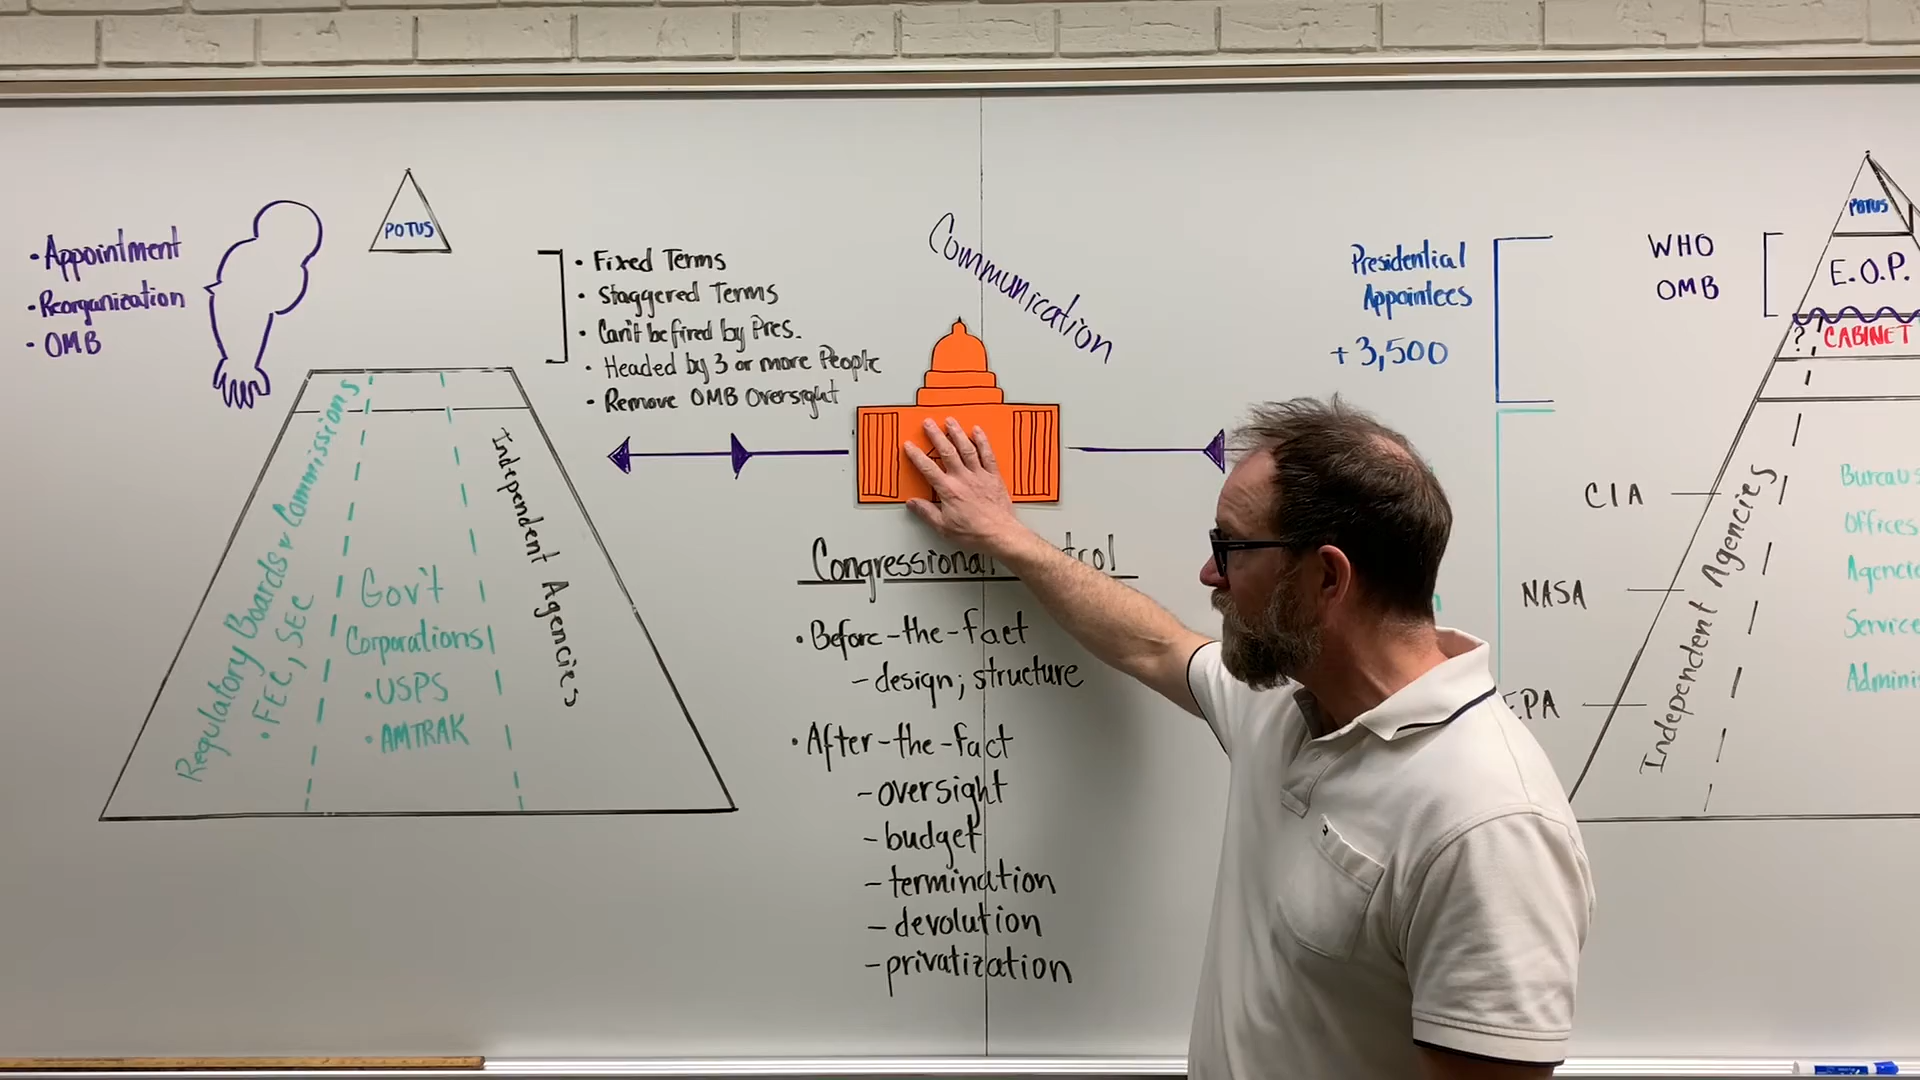 • Appointment
• Reorganization
• OMB
POTUS
• Fixed Terms
• Staggered Terms
• Can't be fired by Pres.
• Headed by 3 or more People
• Remove OMB Oversight
Regulatory Boards & Commissions
• FEC, SEC
Gov't
Corporations
• USPS
• AMTRAK
Independent Agencies
Communication
Congressional
• Before-the-fact
- design; structure
• After-the-fact
- oversight
- budget
- termination
- devolution
- privatization
Presidential
Appointees
+ 3,500
WHO
OMB
POTUS
E.O.P.
? CABINET
CIA
NASA
EPA
Independent Agencies
Bureaus
Offices